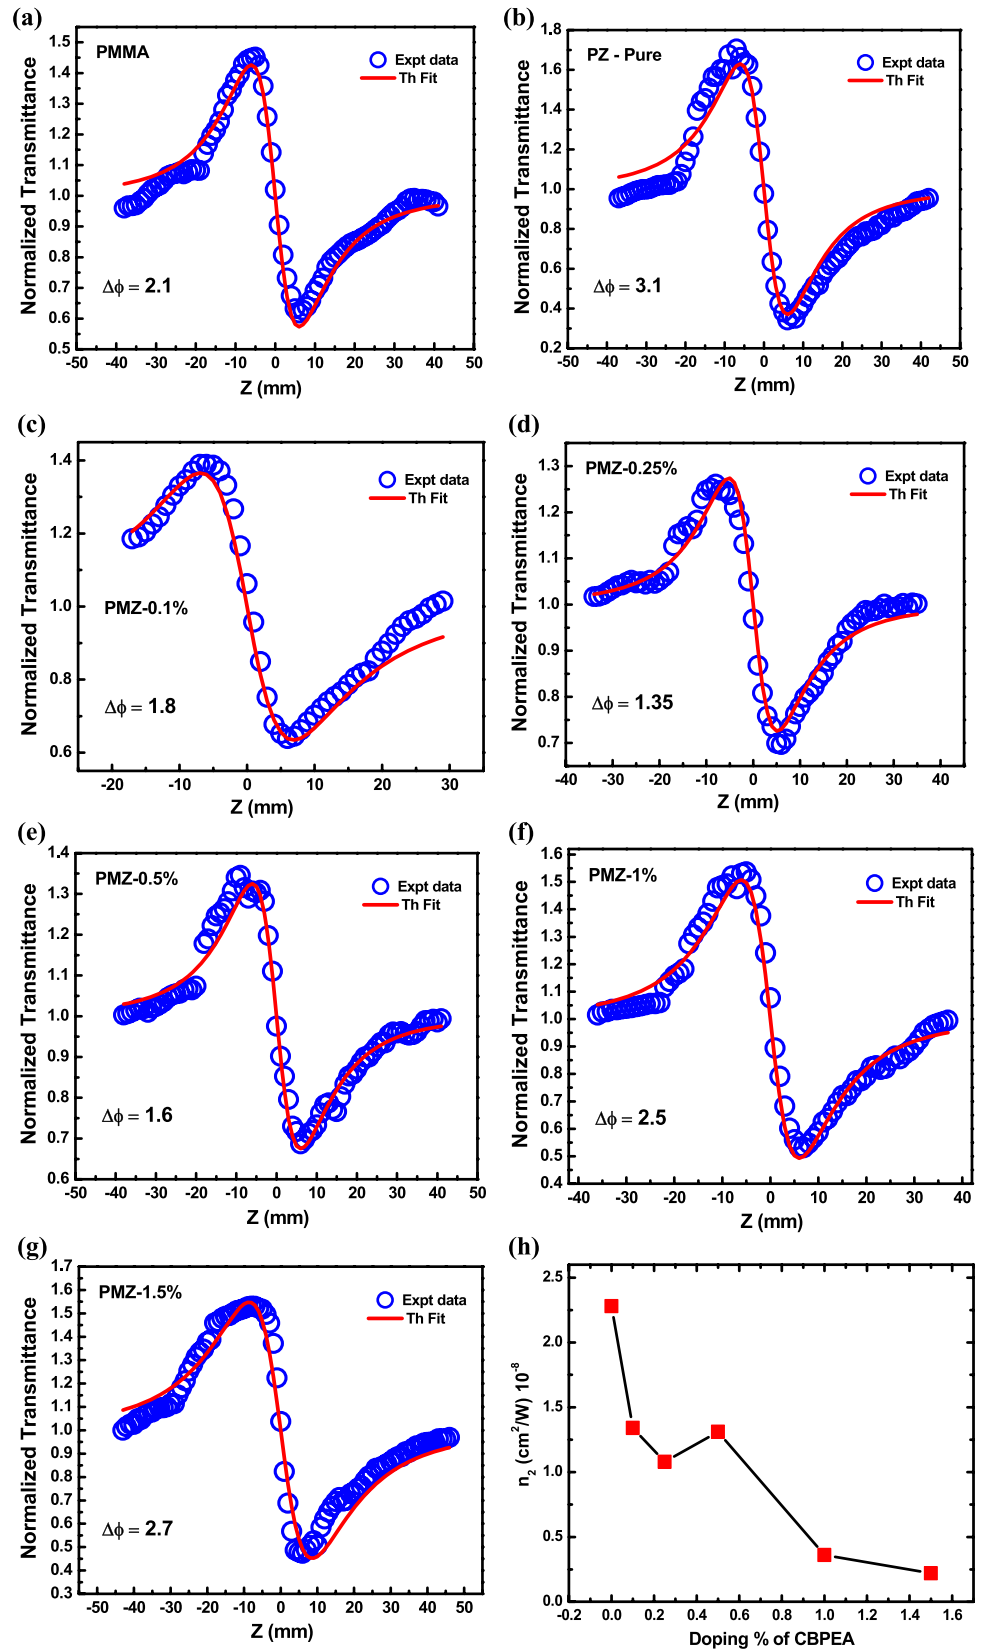 (a)
PMMA
Expt data
Th Fit
Δϕ = 2.1
1.5
1.4
1.3
1.2
1.1
1.0
0.9
0.8
0.7
0.6
0.5
-50 -40 -30 -20 -10 0 10 20 30 40 50
Z (mm)
Normalized Transmittance
(b)
PZ - Pure
Expt data
Th Fit
Δϕ = 3.1
1.8
1.6
1.4
1.2
1.0
0.8
0.6
0.4
0.2
-50 -40 -30 -20 -10 0 10 20 30 40 50
Z (mm)
Normalized Transmittance
(c)
Expt data
Th Fit
PMZ-0.1%
Δϕ = 1.8
1.4
1.2
1.0
0.8
0.6
-20 -10 0 10 20 30
Z (mm)
Normalized Transmittance
(d)
PMZ-0.25%
Expt data
Th Fit
Δϕ = 1.35
1.3
1.2
1.1
1.0
0.9
0.8
0.7
-40 -30 -20 -10 0 10 20 30 40
Z (mm)
Normalized Transmittance
(e)
PMZ-0.5%
Expt data
Th Fit
Δϕ = 1.6
1.4
1.3
1.2
1.1
1.0
0.9
0.8
0.7
0.6
-50 -40 -30 -20 -10 0 10 20 30 40 50
Z (mm)
Normalized Transmittance
(f)
PMZ-1%
Expt data
Th Fit
Δϕ = 2.5
1.6
1.5
1.4
1.3
1.2
1.1
1.0
0.9
0.8
0.7
0.6
0.5
0.4
-40 -30 -20 -10 0 10 20 30 40
Z (mm)
Normalized Transmittance
(g)
PMZ-1.5%
Expt data
Th Fit
Δϕ = 2.7
1.7
1.6
1.5
1.4
1.3
1.2
1.1
1.0
0.9
0.8
0.7
0.6
0.5
0.4
0.3
-50 -40 -30 -20 -10 0 10 20 30 40 50
Z (mm)
Normalized Transmittance
(h)
2.5
2.0
1.5
1.0
0.5
0.0
-0.2 0.0 0.2 0.4 0.6 0.8 1.0 1.2 1.4 1.6
Doping % of CBPEA
n₂ (cm²/W) 10⁻⁸